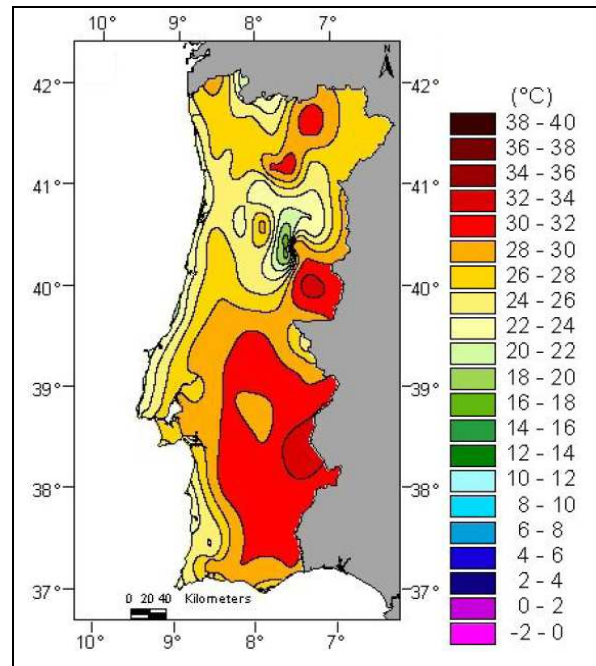 10° 9° 8° 7°
N
42°
41°
40°
39°
38°
37°
42°
41°
40°
39°
38°
37°
0 20 40 Kilometers
10° 9° 8° 7°
(°C)
38 - 40
36 - 38
34 - 36
32 - 34
30 - 32
28 - 30
26 - 28
24 - 26
22 - 24
20 - 22
18 - 20
16 - 18
14 - 16
12 - 14
10 - 12
8 - 10
6 - 8
4 - 6
2 - 4
0 - 2
-2 - 0